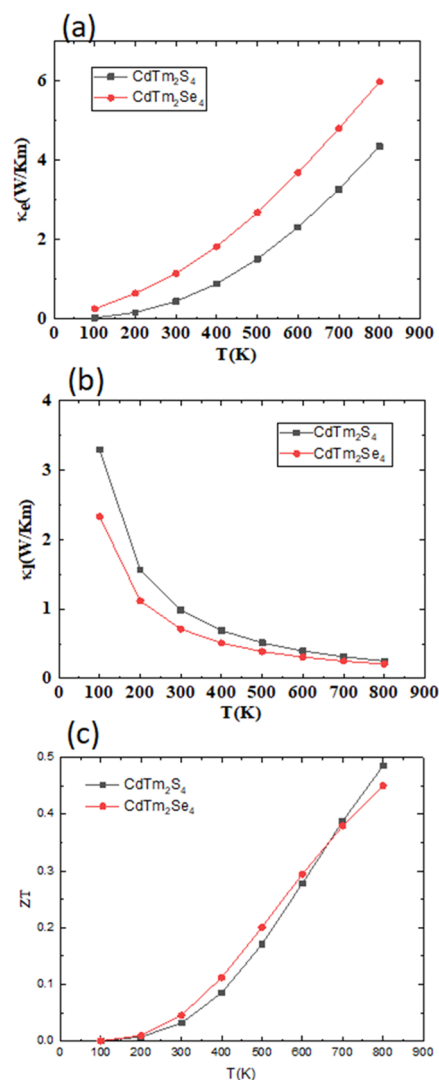 (a)
CdTm₂S₄
CdTm₂Se₄
κe(W/Km)
6
4
2
0
0 100 200 300 400 500 600 700 800 900
T(K)
(b)
CdTm₂S₄
CdTm₂Se₄
κl(W/Km)
4
3
2
1
0
0 100 200 300 400 500 600 700 800 900
T(K)
(c)
CdTm₂S₄
CdTm₂Se₄
ZT
0.5
0.4
0.3
0.2
0.1
0.0
0 100 200 300 400 500 600 700 800 900
T(K)